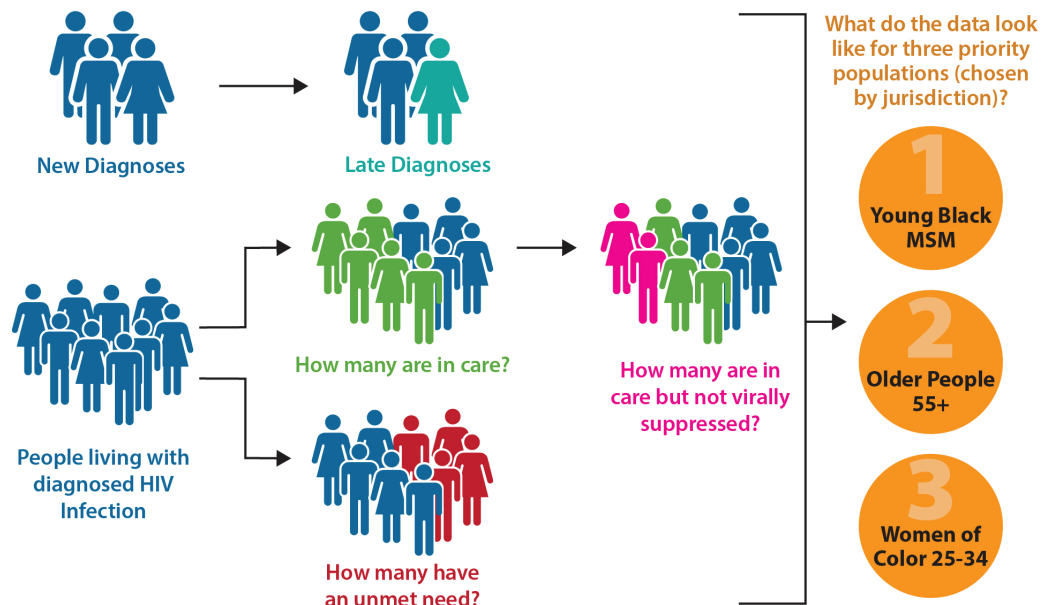 New Diagnoses
Late Diagnoses
People living with
diagnosed HIV
Infection
How many are in care?
How many have
an unmet need?
How many are in
care but not virally
suppressed?
What do the data look
like for three priority
populations (chosen
by jurisdiction)?
1
Young Black
MSM
2
Older People
55+
3
Women of
Color 25-34